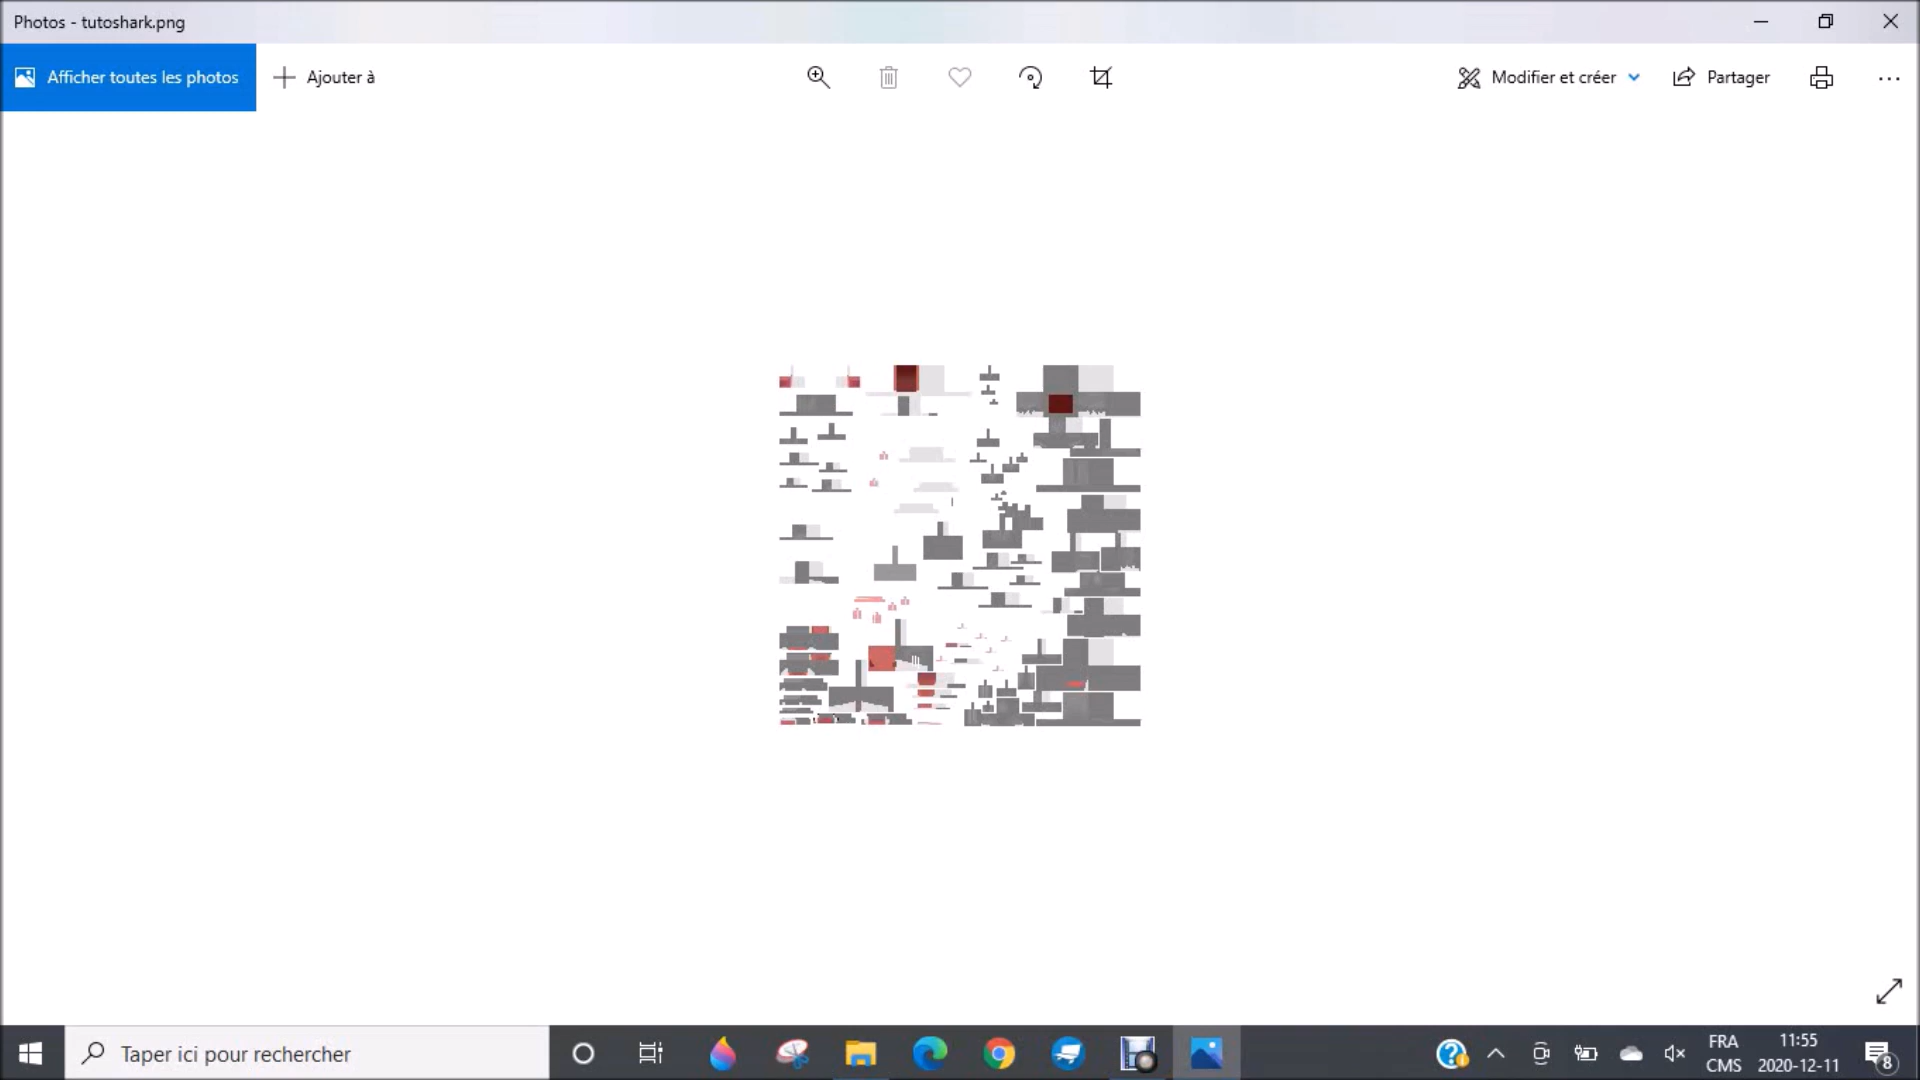 Photos - tutoshark.png
Afficher toutes les photos
Ajouter à
Modifier et créer
Partager
Taper ici pour rechercher
FRA
CMS
11:55
2020-12-11
8